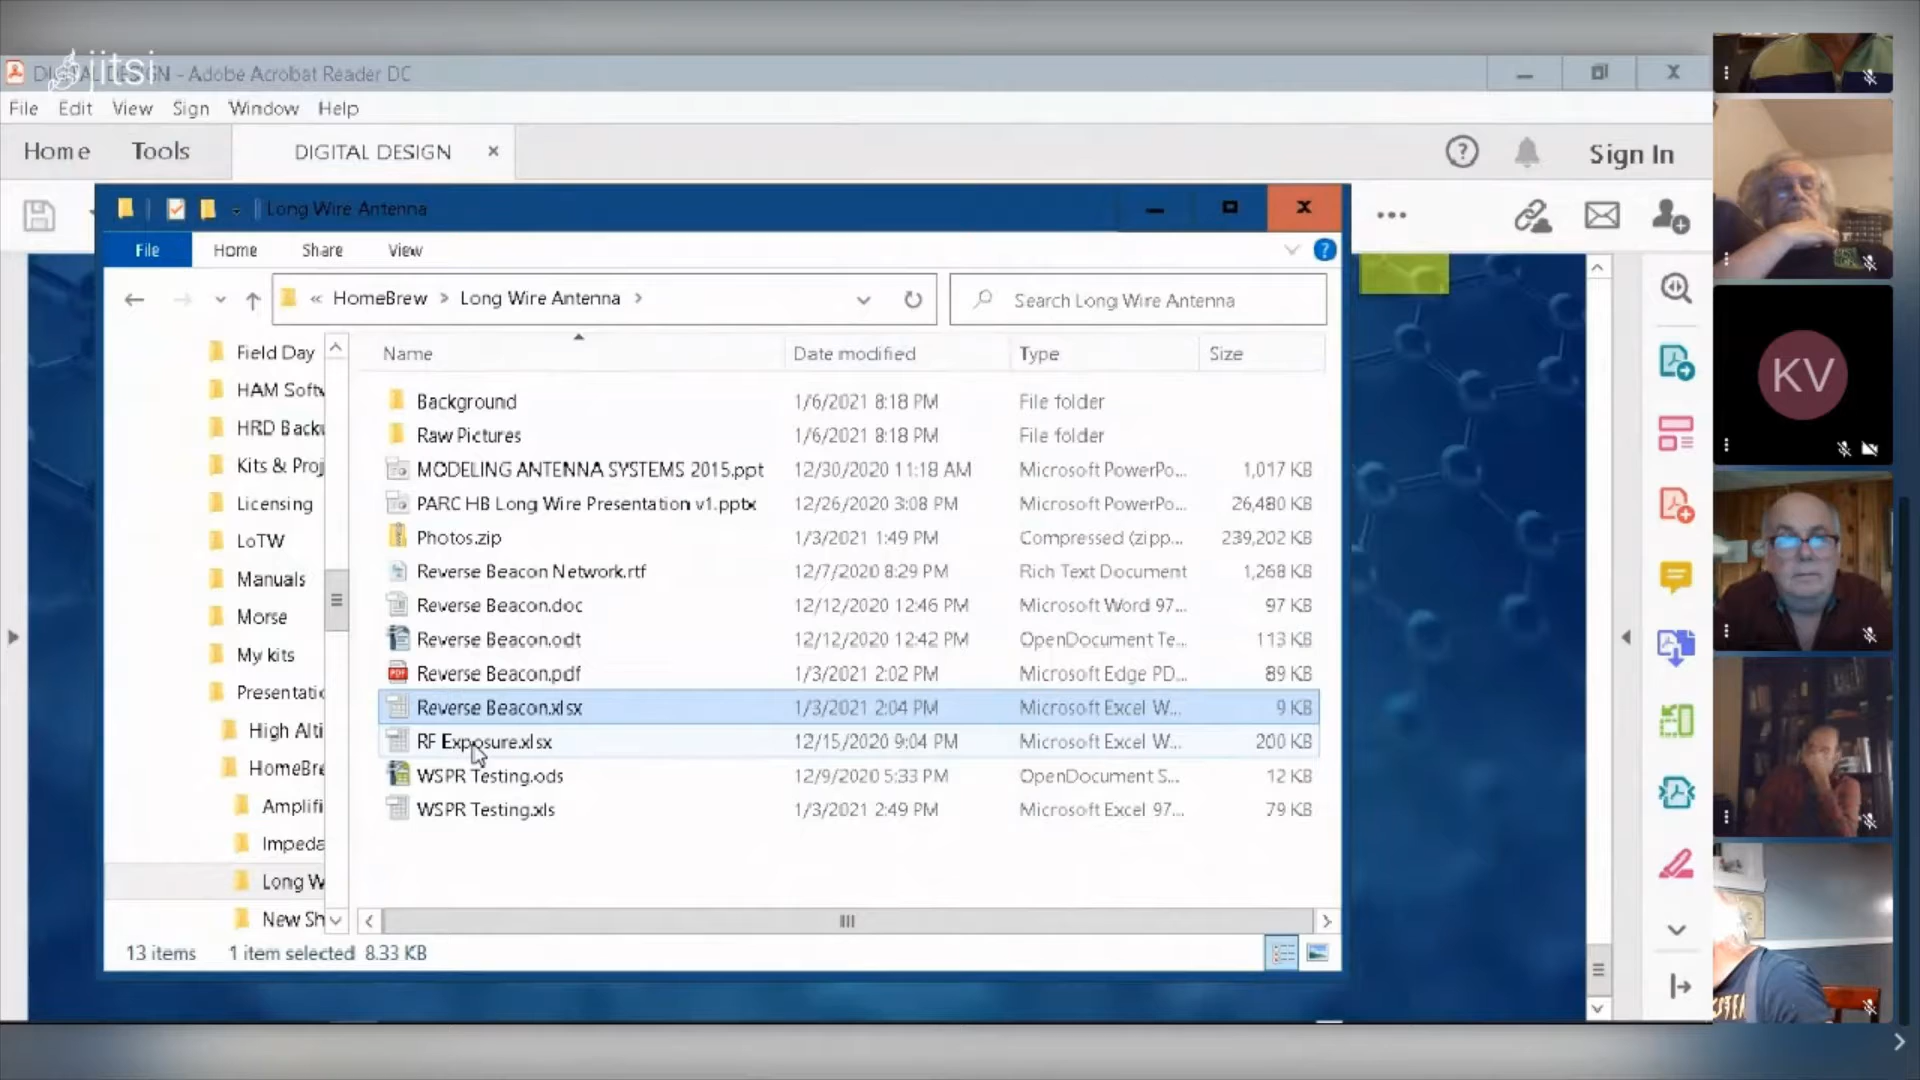 jitsi
DIGITAL DESIGN - Adobe Acrobat Reader DC
File Edit View Sign Window Help
Home Tools DIGITAL DESIGN Sign In
Long Wire Antenna
File Home Share View
« HomeBrew > Long Wire Antenna > Search Long Wire Antenna
Name Date modified Type Size
Field Day
HAM Softw
HRD Backu
Kits & Proj
Licensing
LoTW
Manuals
Morse
My kits
Presentatic
High Alti
HomeBre
Amplifi
Impeda
Long W
New Sh
Background 1/6/2021 8:18 PM File folder
Raw Pictures 1/6/2021 8:18 PM File folder
MODELING ANTENNA SYSTEMS 2015.ppt 12/30/2020 11:18 AM Microsoft PowerPo... 1,017 KB
PARC HB Long Wire Presentation v1.pptx 12/26/2020 3:08 PM Microsoft PowerPo... 26,480 KB
Photos.zip 1/3/2021 1:49 PM Compressed (zipp... 239,202 KB
Reverse Beacon Network.rtf 12/7/2020 8:29 PM Rich Text Document 1,268 KB
Reverse Beacon.doc 12/12/2020 12:46 PM Microsoft Word 97... 97 KB
Reverse Beacon.odt 12/12/2020 12:42 PM OpenDocument Te... 113 KB
Reverse Beacon.pdf 1/3/2021 2:02 PM Microsoft Edge PD... 89 KB
Reverse Beacon.xlsx 1/3/2021 2:04 PM Microsoft Excel W... 9 KB
RF Exposure.xlsx 12/15/2020 9:04 PM Microsoft Excel W... 200 KB
WSPR Testing.ods 12/9/2020 5:33 PM OpenDocument S... 12 KB
WSPR Testing.xls 1/3/2021 2:49 PM Microsoft Excel 97... 79 KB
13 items 1 item selected 8.33 KB
KV